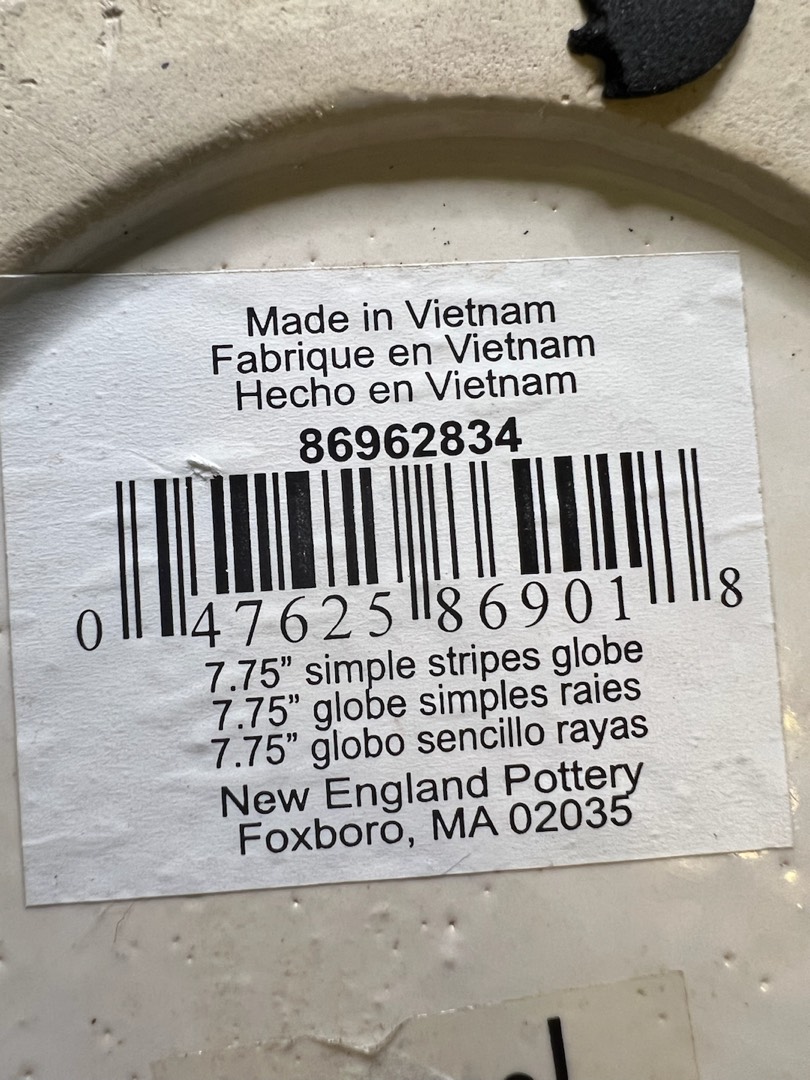 Made in Vietnam
Fabrique en Vietnam
Hecho en Vietnam
86962834
0 47625 86901 8
7.75” simple stripes globe
7.75” globe simples raies
7.75” globo sencillo rayas
New England Pottery
Foxboro, MA 02035